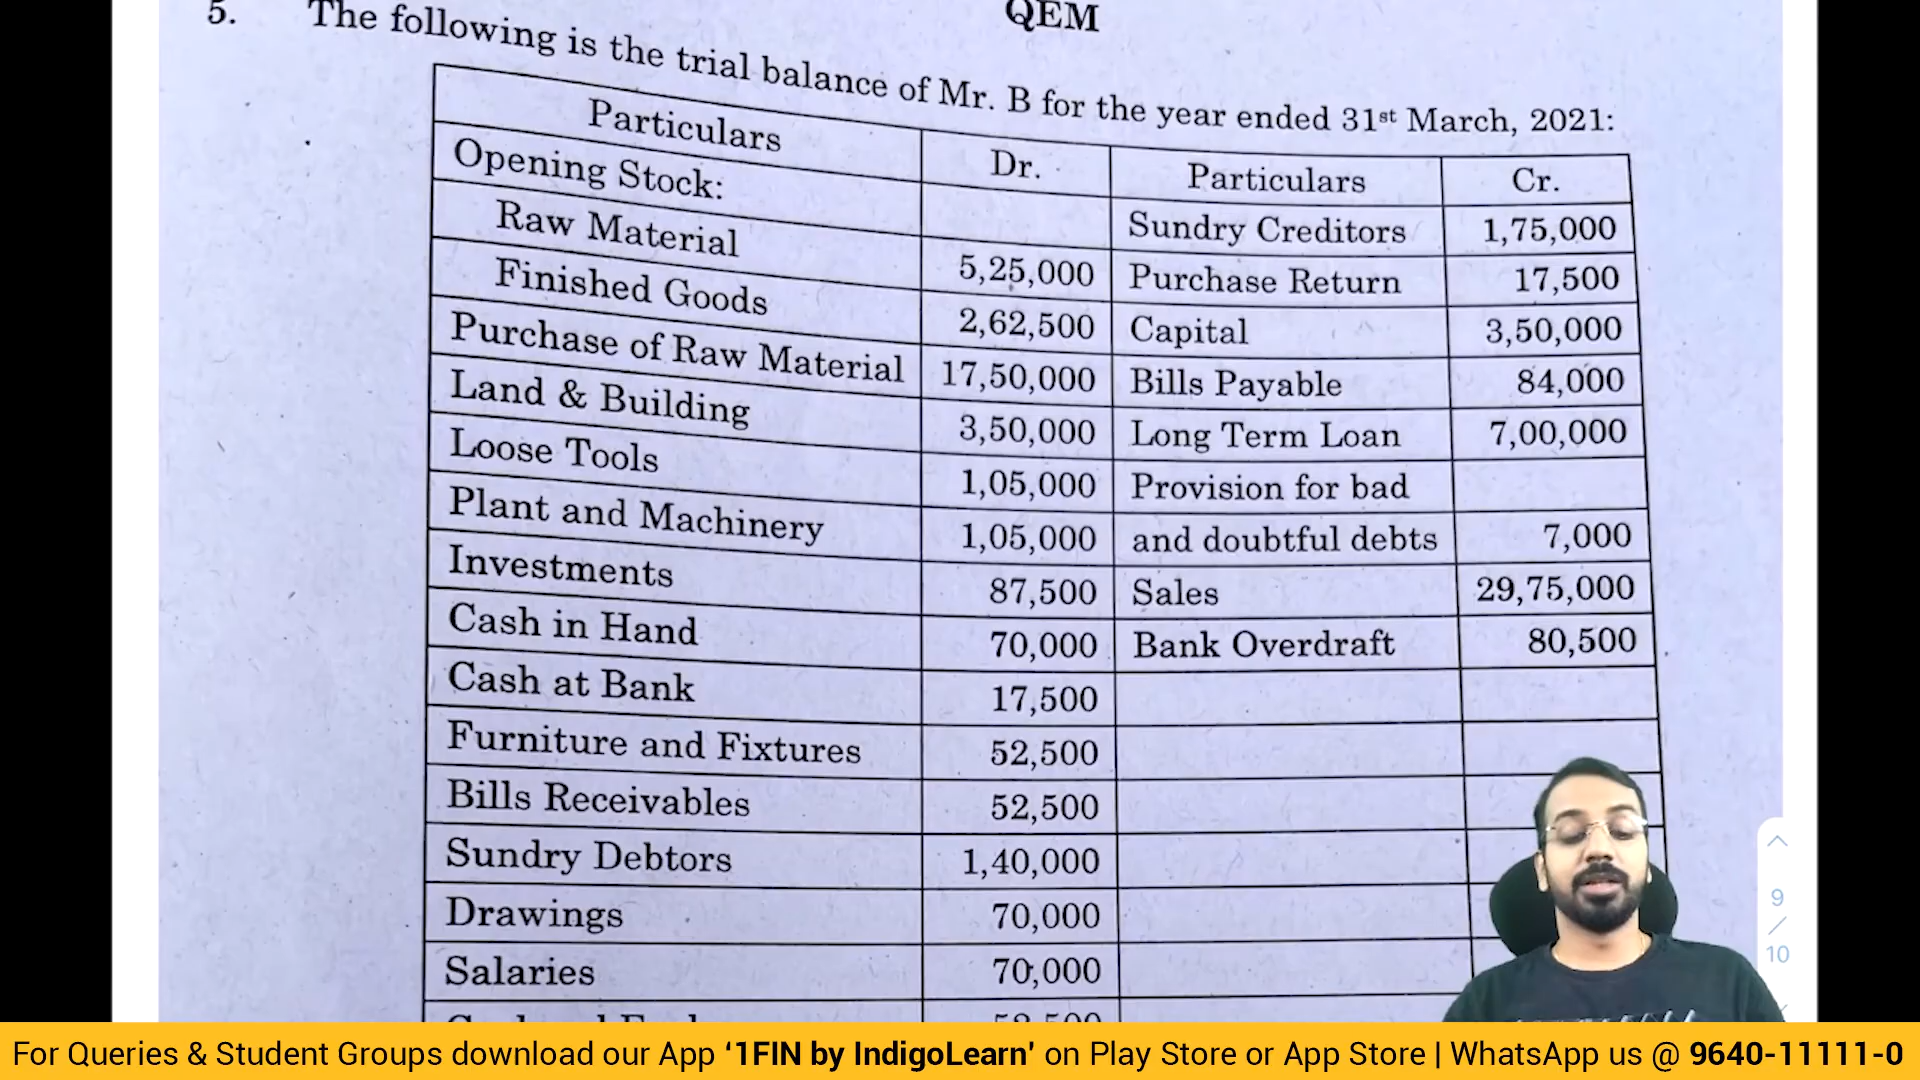 QEM
5. The following is the trial balance of Mr. B for the year ended 31st March, 2021:
Particulars Dr. Particulars Cr.
Opening Stock: Sundry Creditors 1,75,000
Raw Material 5,25,000 Purchase Return 17,500
Finished Goods 2,62,500 Capital 3,50,000
Purchase of Raw Material 17,50,000 Bills Payable 84,000
Land & Building 3,50,000 Long Term Loan 7,00,000
Loose Tools 1,05,000 Provision for bad
Plant and Machinery 1,05,000 and doubtful debts 7,000
Investments 87,500 Sales 29,75,000
Cash in Hand 70,000 Bank Overdraft 80,500
Cash at Bank 17,500
Furniture and Fixtures 52,500
Bills Receivables 52,500
Sundry Debtors 1,40,000
Drawings 70,000
Salaries 70,000
9
/
10
For Queries & Student Groups download our App '1FIN by IndigoLearn' on Play Store or App Store | WhatsApp us @ 9640-11111-0